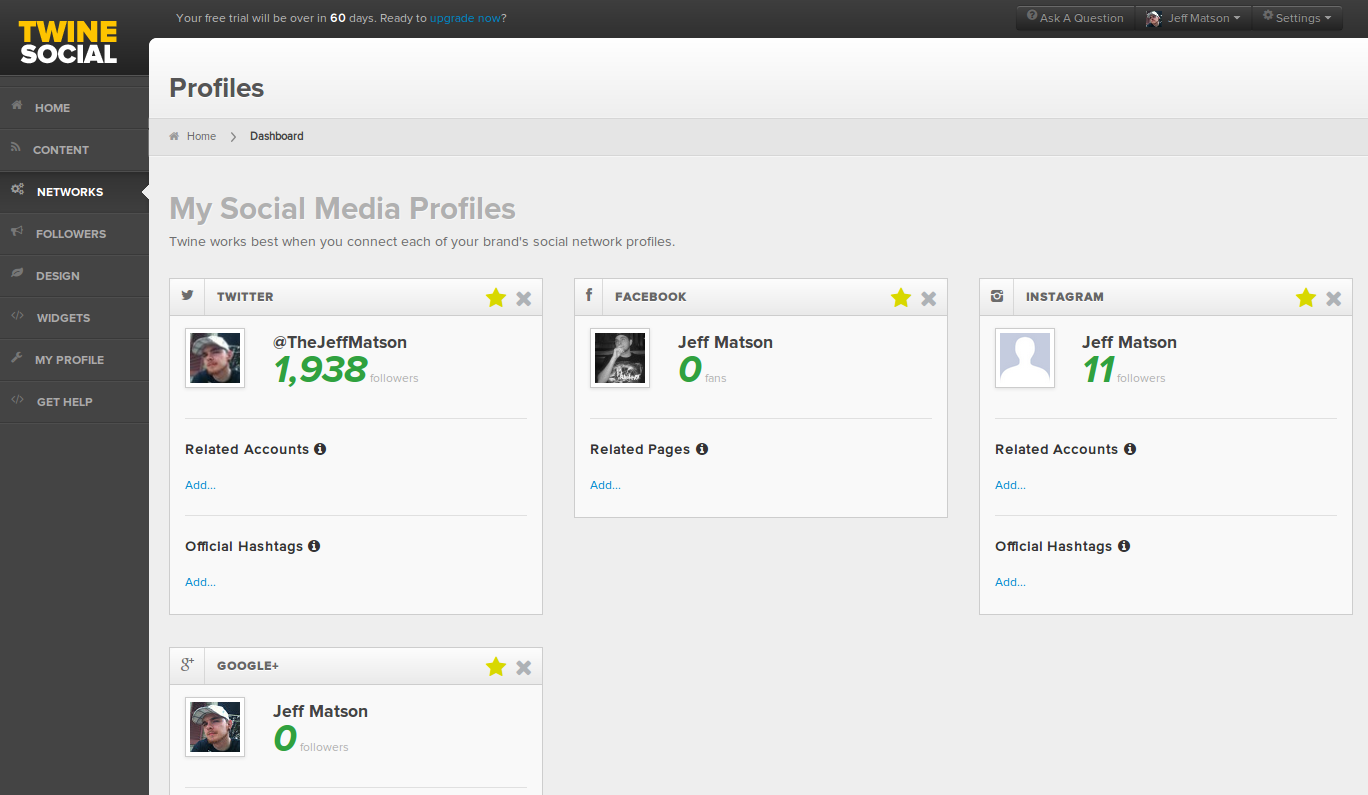 TWINE
SOCIAL
Your free trial will be over in 60 days. Ready to upgrade now?
Ask A Question
Jeff Matson
Settings
HOME
CONTENT
NETWORKS
FOLLOWERS
DESIGN
WIDGETS
MY PROFILE
GET HELP
Profiles
Home
Dashboard
My Social Media Profiles
Twine works best when you connect each of your brand's social network profiles.
TWITTER
@TheJeffMatson
1,938 followers
Related Accounts
Add...
Official Hashtags
Add...
FACEBOOK
Jeff Matson
0 fans
Related Pages
Add...
INSTAGRAM
Jeff Matson
11 followers
Related Accounts
Add...
Official Hashtags
Add...
GOOGLE+
Jeff Matson
0 followers